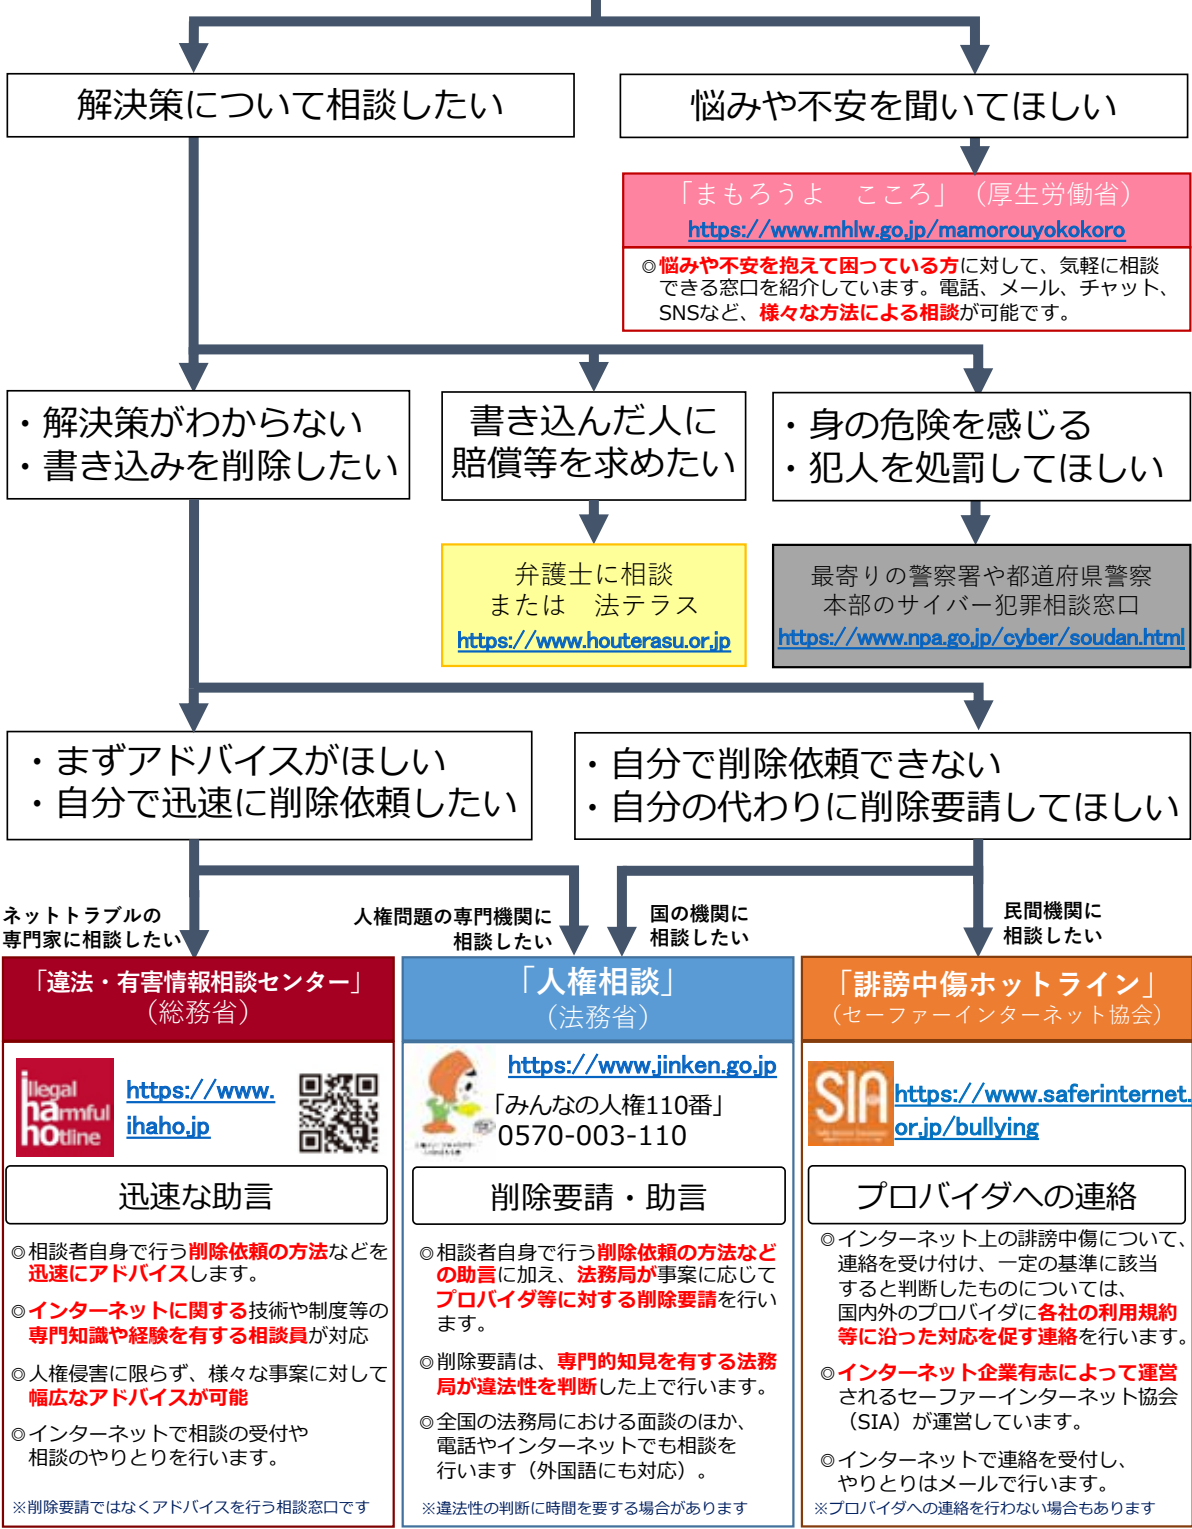 解決策について相談したい
悩みや不安を聞いてほしい
「まもろうよ　こころ」（厚生労働省）
https://www.mhlw.go.jp/mamorouyokokoro
◎悩みや不安を抱えて困っている方に対して、気軽に相談
できる窓口を紹介しています。電話、メール、チャット、
SNSなど、様々な方法による相談が可能です。
・解決策がわからない
・書き込みを削除したい
書き込んだ人に
賠償等を求めたい
・身の危険を感じる
・犯人を処罰してほしい
弁護士に相談
または　法テラス
https://www.houterasu.or.jp
最寄りの警察署や都道府県警察
本部のサイバー犯罪相談窓口
https://www.npa.go.jp/cyber/soudan.html
・まずアドバイスがほしい
・自分で迅速に削除依頼したい
・自分で削除依頼できない
・自分の代わりに削除要請してほしい
ネットトラブルの
専門家に相談したい
人権問題の専門機関に
相談したい
国の機関に
相談したい
民間機関に
相談したい
「違法・有害情報相談センター」
（総務省）
illegal
harmful
hotline
https://www.
ihaho.jp
迅速な助言
◎相談者自身で行う削除依頼の方法などを
迅速にアドバイスします。
◎インターネットに関する技術や制度等の
専門知識や経験を有する相談員が対応
◎人権侵害に限らず、様々な事案に対して
幅広なアドバイスが可能
◎インターネットで相談の受付や
相談のやりとりを行います。
※削除要請ではなくアドバイスを行う相談窓口です
「人権相談」
（法務省）
https://www.jinken.go.jp
「みんなの人権110番」
0570-003-110
削除要請・助言
◎相談者自身で行う削除依頼の方法など
の助言に加え、法務局が事案に応じて
プロバイダ等に対する削除要請を行い
ます。
◎削除要請は、専門的知見を有する法務
局が違法性を判断した上で行います。
◎全国の法務局における面談のほか、
電話やインターネットでも相談を
行います（外国語にも対応）。
※違法性の判断に時間を要する場合があります
「誹謗中傷ホットライン」
（セーファーインターネット協会）
SIA
https://www.saferinternet.
or.jp/bullying
プロバイダへの連絡
◎インターネット上の誹謗中傷について、
連絡を受け付け、一定の基準に該当
すると判断したものについては、
国内外のプロバイダに各社の利用規約
等に沿った対応を促す連絡を行います。
◎インターネット企業有志によって運営
されるセーファーインターネット協会
（SIA）が運営しています。
◎インターネットで連絡を受付し、
やりとりはメールで行います。
※プロバイダへの連絡を行わない場合もあります